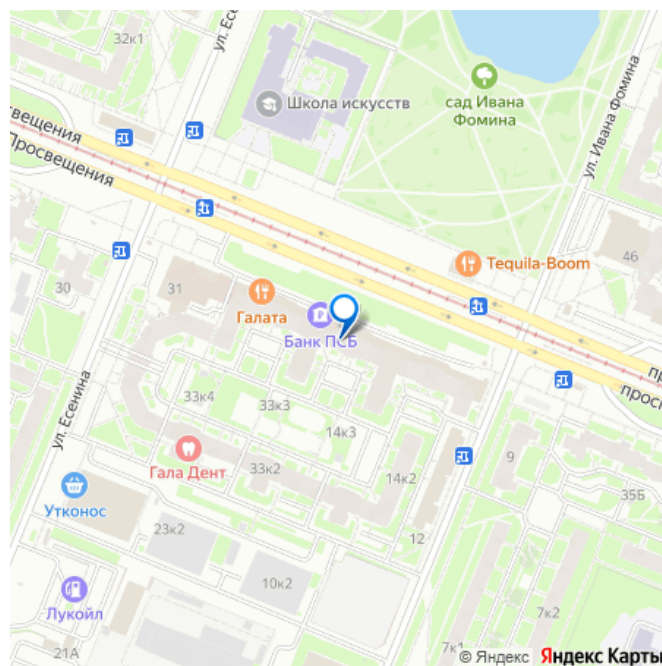 32к1
ул. Есенина
Школа искусств
сад Ивана
Фомина
ул. Ивана Фомина
свещения
Просвещения
Tequila-Boom
46
30
31
Галата
Банк ПСБ
33к4
33к3
14к3
ул. Есенина
Гала Дент
33к2
14к2
9
35Б
Утконос
23к2
12
10к2
Лукойл
7к2
21А
7к1
пр
просп
© Яндекс Яндекс Карты